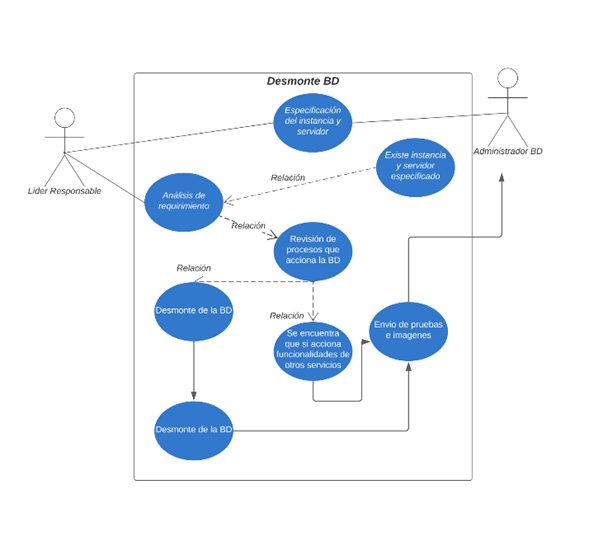 Desmonte BD
Especificación
del instancia y
servidor
Administrador BD
Existe instancia
y servidor
especificado
Relación
Lider Responsable
Análisis de
requirimiento
Relación
Revisión de
procesos que
acciona la BD
Relación
Desmonte de la BD
Relación
Se encuentra
que si acciona
funcionalidades de
otros servicios
Envio de pruebas
e imagenes
Desmonte de la BD